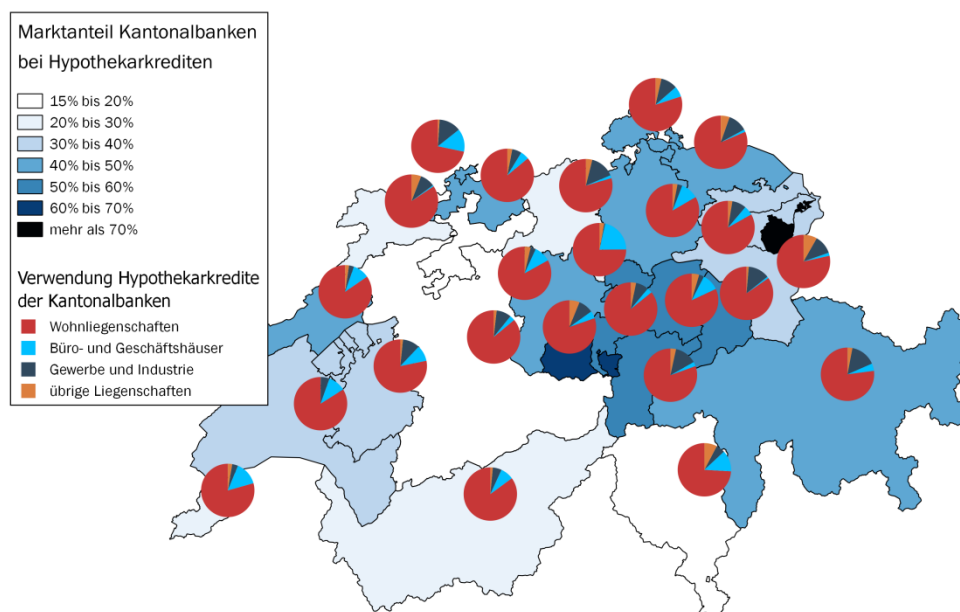 Marktanteil Kantonalbanken
bei Hypothekarkrediten
15% bis 20%
20% bis 30%
30% bis 40%
40% bis 50%
50% bis 60%
60% bis 70%
mehr als 70%
Verwendung Hypothekarkredite
der Kantonalbanken
Wohnliegenschaften
Büro- und Geschäftshäuser
Gewerbe und Industrie
übrige Liegenschaften